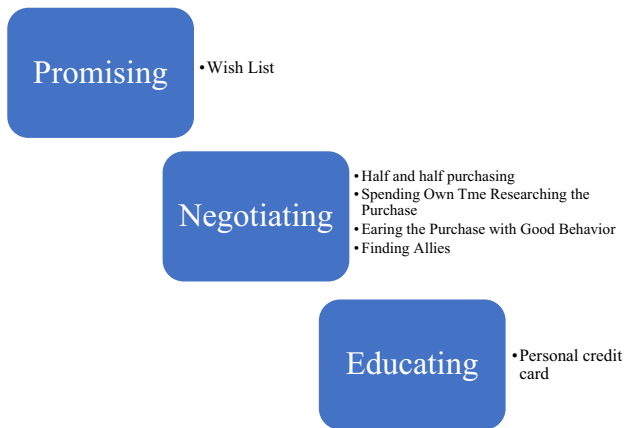 Promising
•Wish List
Negotiating
•Half and half purchasing
•Spending Own Tme Researching the
Purchase
•Earing the Purchase with Good Behavior
•Finding Allies
Educating
•Personal credit
card